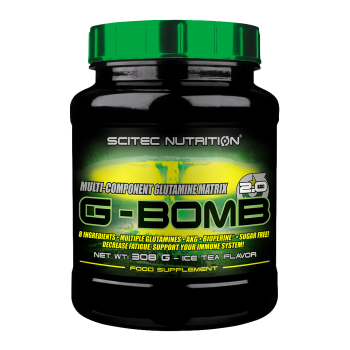 SCITEC NUTRITION
MULTI-COMPONENT GLUTAMINE MATRIX
2.0
G-BOMB
8 INGREDIENTS • MULTIPLE GLUTAMINES • AKG • BIOPERINE® • SUGAR FREE!
DECREASE FATIGUE, SUPPORT YOUR IMMUNE SYSTEM!
NET WT: 308 G - ICE TEA FLAVOR
FOOD SUPPLEMENT